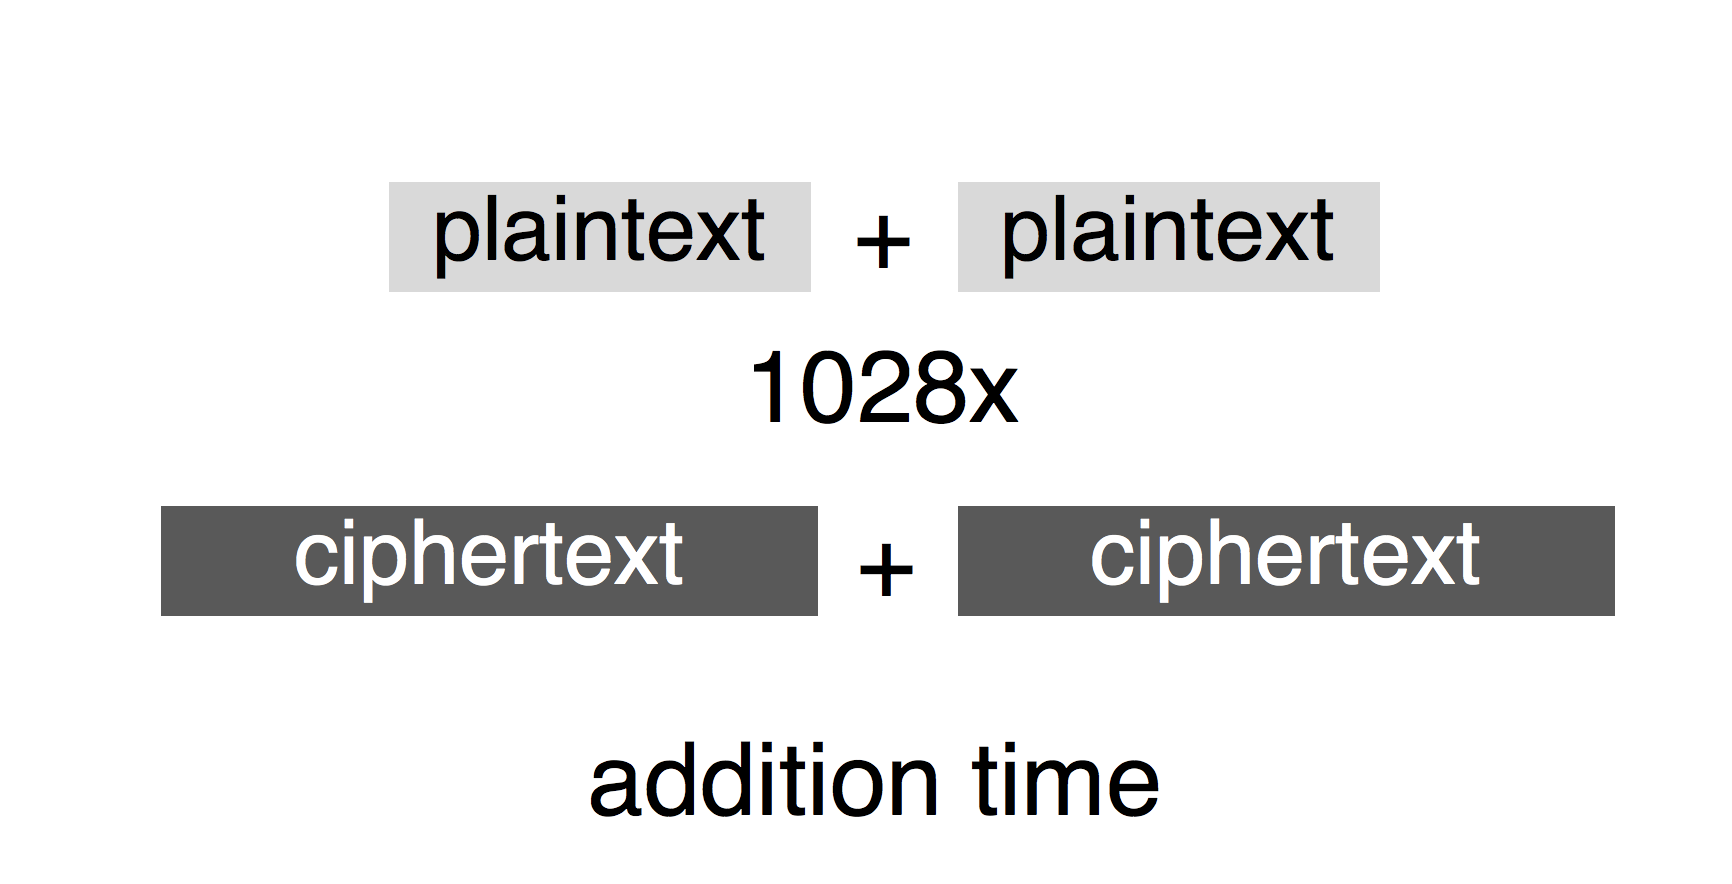 plaintext + plaintext
1028x
ciphertext + ciphertext
addition time